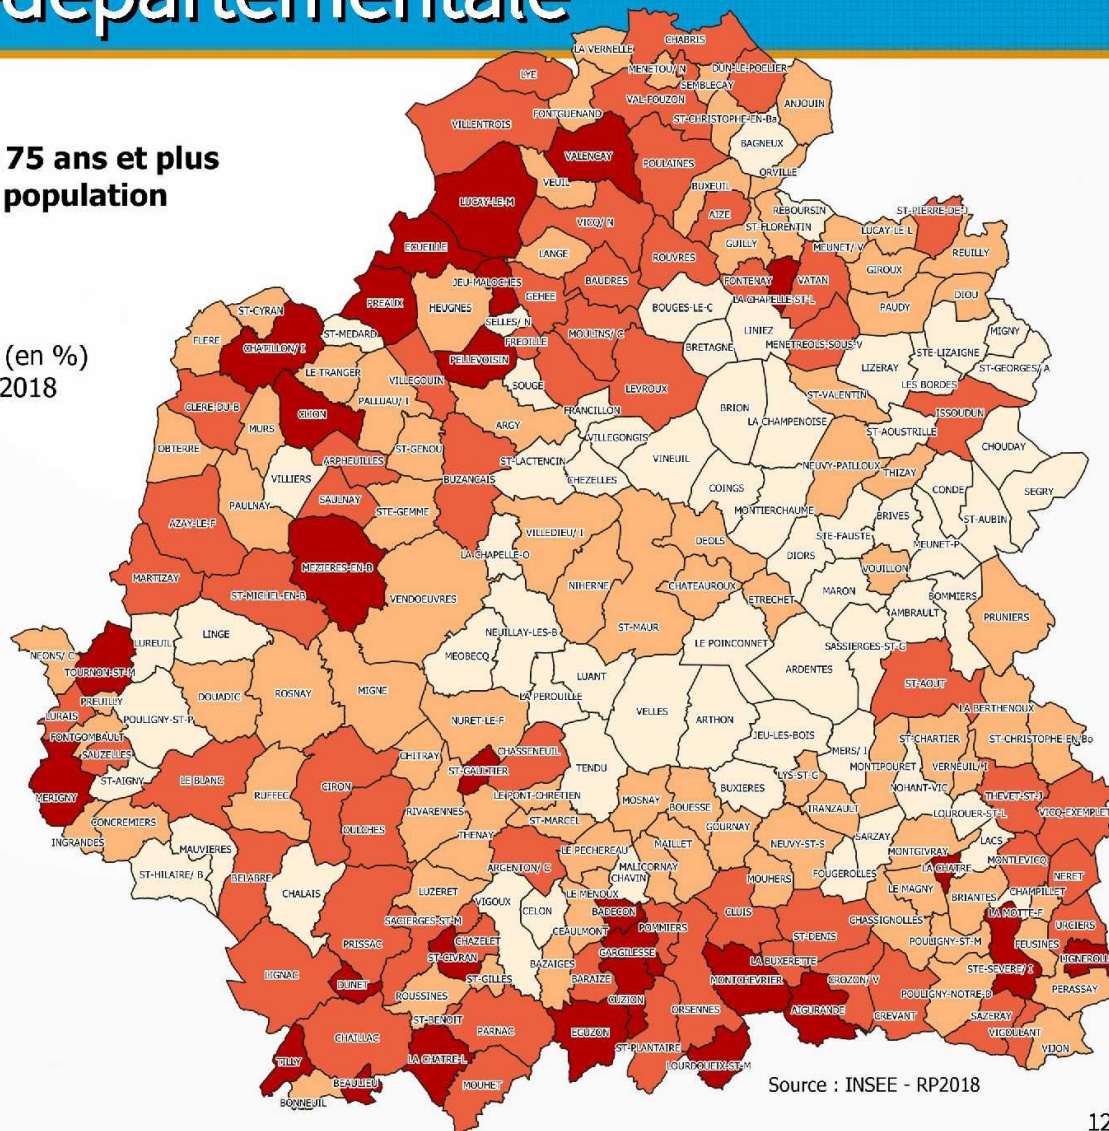 départementale
75 ans et plus
population
(en %)
2018
LA VERNELLE
CHABRIS
LYE
MENETOU/ N
DUN-LE-POELIER
SEMBLECAY
VAL-FOUZON
ANJOUIN
FONTGUENAND
VILLENTROIS
ST-CHRISTOPHE-EN-Ba
BAGNEUX
VALENCAY
POULAINES
ORVILLE
VEUIL
BUXEUIL
LUCAY-LE-M
REBOURSIN
ST-PIERRE-DE-J
AIZE
VICQ/ N
ST-FLORENTIN
LUCAY-LE-L
ECUEILLE
GUILLY
MEUNET/ V
LANGE
REUILLY
ROUVRES
GIROUX
JEU-MALOCHES
BAUDRES
FONTENAY
VATAN
GEHEE
DIOU
PREAUX
HEUGNES
BOUGES-LE-C
LA-CHAPELLE-ST-L
PAUDY
ST-CYRAN
SELLES/ N
ST-MEDARD
MOULINS/ C
LINIEZ
MIGNY
FLERE
FREDILLE
MENETREOLS-SOUS-V
CHATILLON/ I
BRETAGNE
STE-LIZAIGNE
PELLEVOISIN
LIZERAY
ST-GEORGES/ A
LE TRANGER
VILLEGOUIN
SOUGE
LEVROUX
LES BORDES
ST-VALENTIN
CLERE-DU-B
PALLUAU/ I
CLION
FRANCILLON
BRION
ISSOUDUN
LA CHAMPENOISE
MURS
ARGY
ST-AOUSTRILLE
VILLEGONGIS
OBTERRE
ST-GENOU
CHOUDAY
ARPHEUILLES
ST-LACTENCIN
VINEUIL
NEUVY-PAILLOUX
THIZAY
VILLIERS
BUZANCAIS
CHEZELLES
COINGS
CONDE
SEGRY
SAULNAY
PAULNAY
STE-GEMME
MONTIERCHAUME
BRIVES
ST-AUBIN
AZAY-LE-F
VILLEDIEU/ I
STE-FAUSTE
DEOLS
MEUNET-P
LA-CHAPELLE-O
DIORS
MEZIERES-EN-B
VOUILLON
MARTIZAY
NIHERNE
CHATEAUROUX
MARON
ST-MICHEL-EN-B
VENDOEUVRES
ETRECHET
BOMMIERS
AMBRAULT
PRUNIERS
ST-MAUR
LINGE
NEUILLAY-LES-B
LUREUIL
LE POINCONNET
SASSIERGES-ST-G
NEONS/ C
MEOBECQ
TOURNON-ST-M
ARDENTES
LUANT
ST-AOUT
MIGNE
DOUADIC
ROSNAY
LA PEROUILLE
PREUILLY
LA BERTHENOUX
VELLES
LURAIS
POULIGNY-ST-P
NURET-LE-F
ARTHON
JEU-LES-BOIS
FONTGOMBAULT
ST-CHARTIER
ST-CHRISTOPHE-EN-Bo
CHASSENEUIL
MERS/ I
SAUZELLES
CHITRAY
MONTIPOURET
VERNEUIL/ I
ST-GAULTIER
TENDU
ST-AIGNY
LE BLANC
LYS-ST-G
CIRON
BUXIERES
NOHANT-VIC
MERIGNY
RUFFEC
LE PONT-CHRETIEN
THEVET-ST-J
MOSNAY
BOUESSE
TRANZAULT
RIVARENNES
LOUROUER-ST-L
VICQ-EXEMPLET
CONCREMIERS
ST-MARCEL
OULCHES
GOURNAY
THENAY
SARZAY
INGRANDES
LE PECHEREAU
MAILLET
NEUVY-ST-S
LACS
MAUVIERES
MONTGIVRAY
MONTLEVICQ
ARGENTON/ C
MALICORNAY
LA CHATRE
ST-HILAIRE/ B
BELABRE
CHAVIN
MOUHERS
FOUGEROLLES
NERET
CHALAIS
LUZERET
LE MENOUX
LE MAGNY
CHAMPILLET
VIGOUX
BRIANTES
CELON
BADECON
CLUIS
LA MOTTE-F
SACIERGES-ST-M
CHASSIGNOLLES
CEAULMONT
POMMIERS
URCIERS
PRISSAC
CHAZELET
ST-DENIS
POULIGNY-ST-M
FEUSINES
ST-CIVRAN
GARGILESSE
LA BUXERETTE
LIGNEROLL
LIGNAC
BAZAIGES
STE-SEVERE/ I
ST-GILLES
BARAIZE
MONTCHEVRIER
CROZON/ V
DUNET
PERASSAY
ROUSSINES
CUZION
POULIGNY-NOTRE-D
ORSENNES
AIGURANDE
ST-BENOIT
CREVANT
SAZERAY
PARNAC
EGUZON
VIGOULANT
CHAILLAC
ST-PLANTAIRE
VIJON
TILLY
LA CHATRE-L
LOURDOUEIX-ST-M
BEAULIEU
MOUHET
BONNEUIL
Source : INSEE - RP2018
12